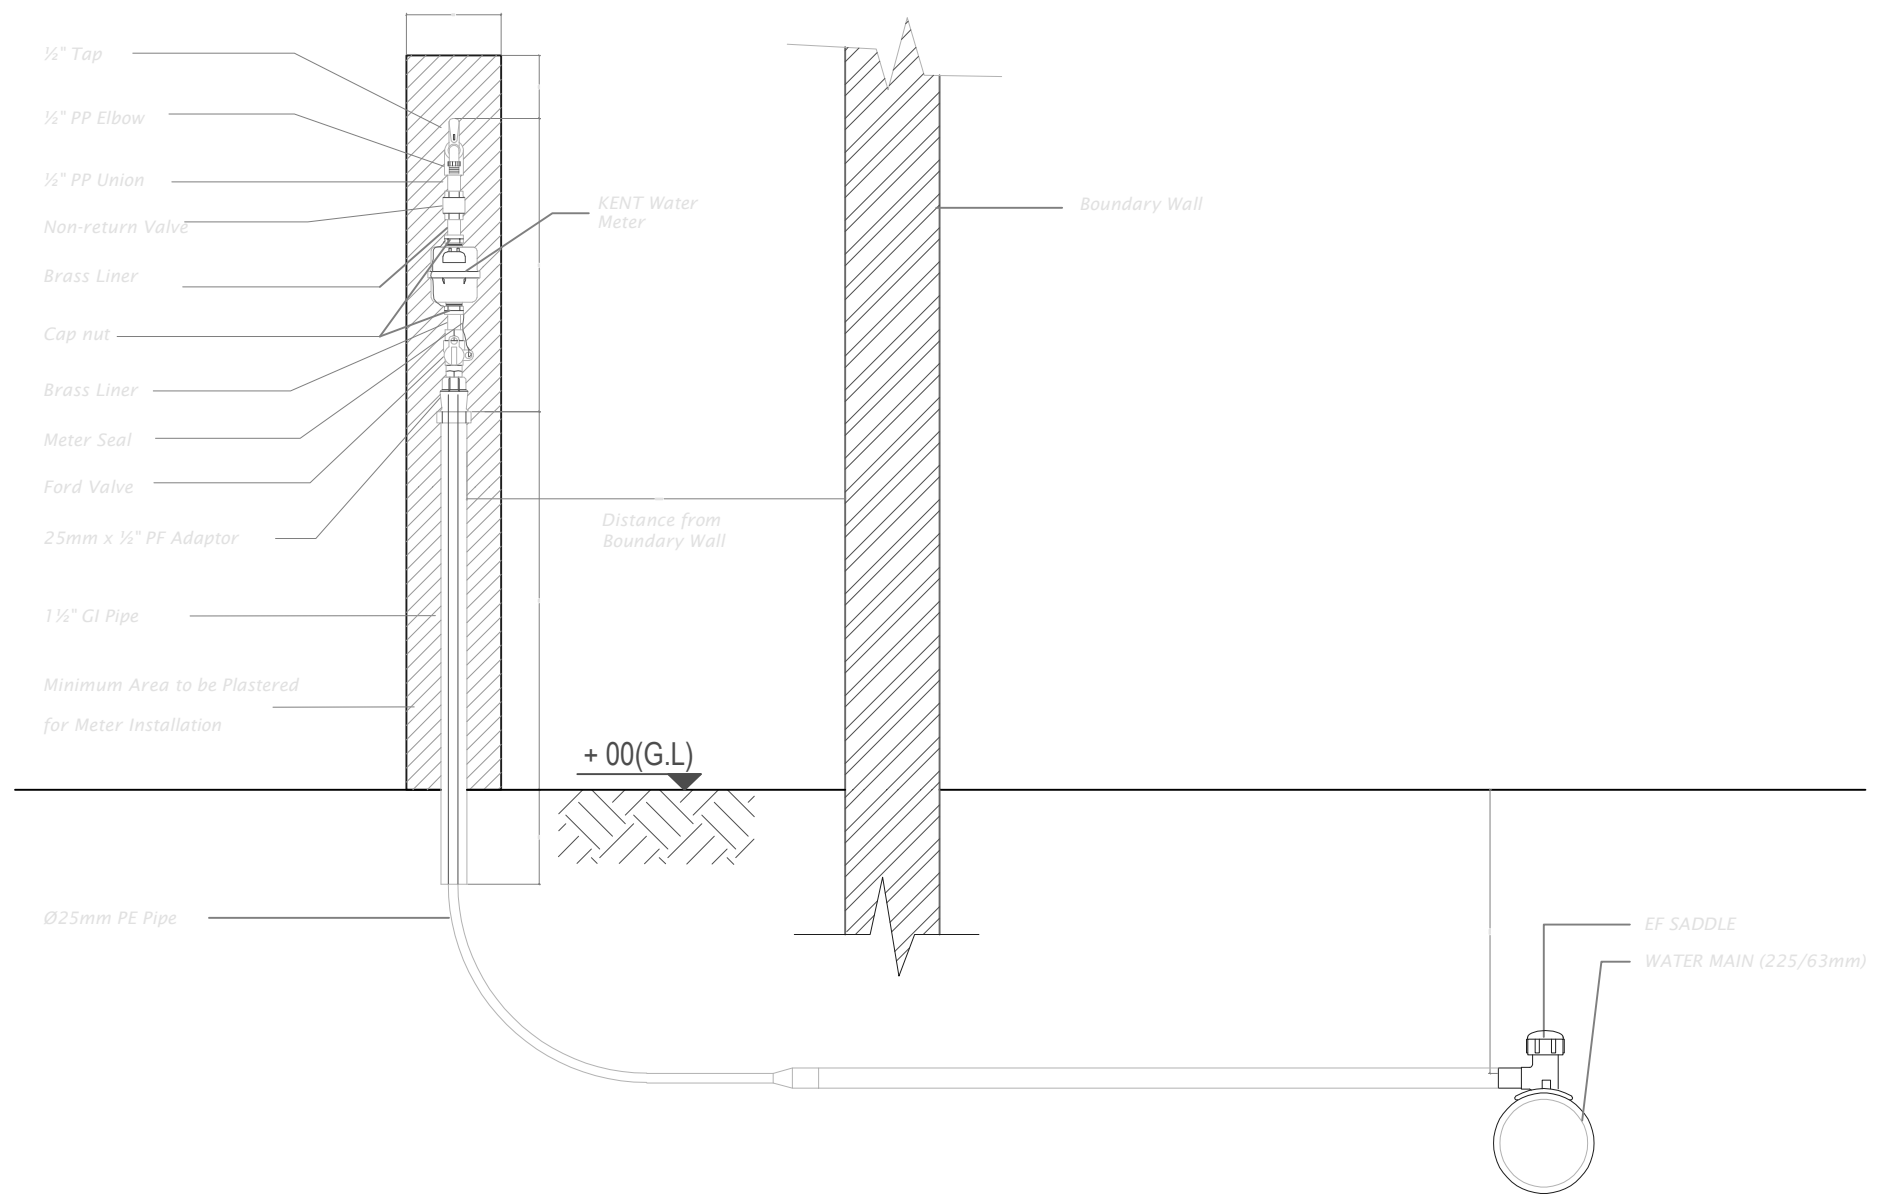 ½" Tap
½" PP Elbow
½" PP Union
Non-return Valve
Brass Liner
Cap nut
Brass Liner
Meter Seal
Ford Valve
25mm x ½" PF Adaptor
1½" GI Pipe
Minimum Area to be Plastered
for Meter Installation
Ø25mm PE Pipe
KENT Water
Meter
Boundary Wall
Distance from
Boundary Wall
+ 00(G.L)
EF SADDLE
WATER MAIN (225/63mm)